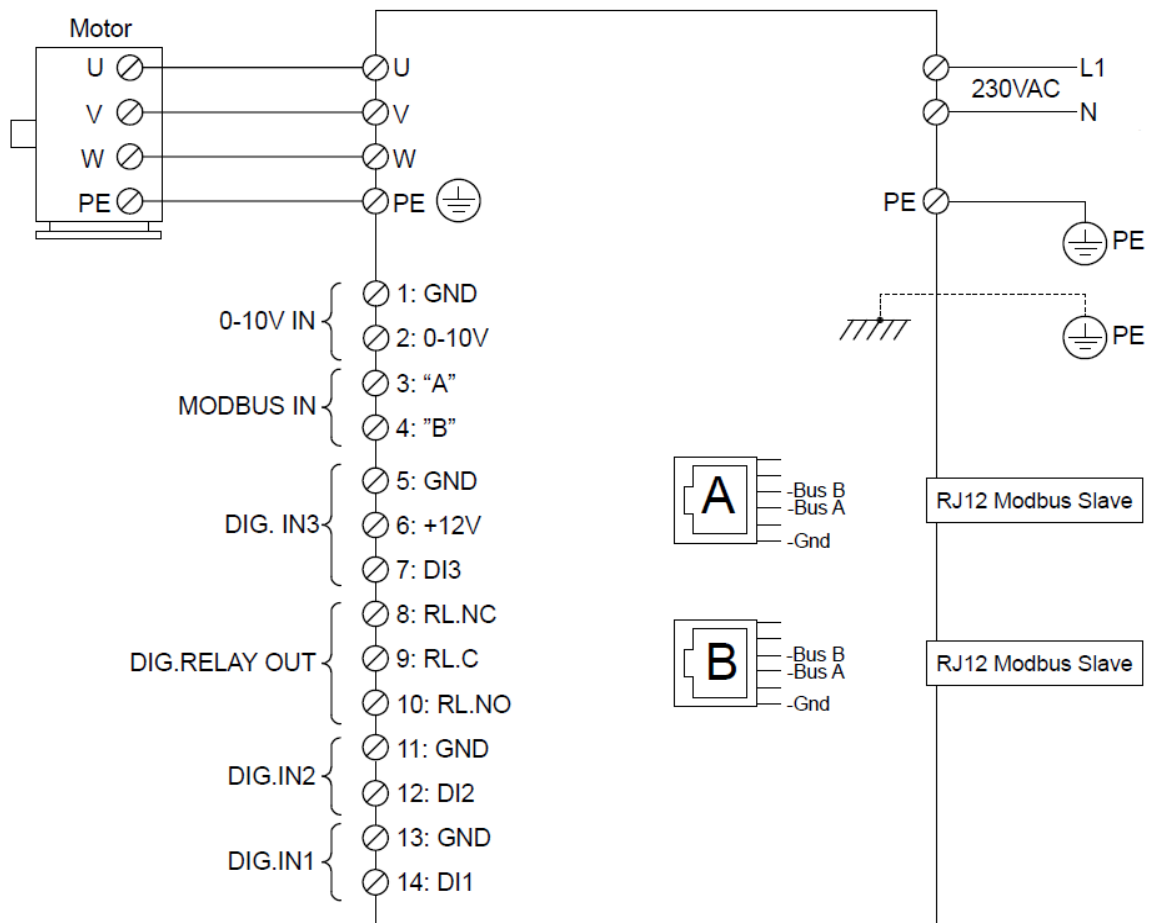 Motor
U
V
W
PE
U
V
W
PE
L1
230VAC
N
PE
PE
PE
0-10V IN
1: GND
2: 0-10V
MODBUS IN
3: “A”
4: ”B”
DIG. IN3
5: GND
6: +12V
7: DI3
DIG.RELAY OUT
8: RL.NC
9: RL.C
10: RL.NO
DIG.IN2
11: GND
12: DI2
DIG.IN1
13: GND
14: DI1
A
-Bus B
-Bus A
-Gnd
RJ12 Modbus Slave
B
-Bus B
-Bus A
-Gnd
RJ12 Modbus Slave